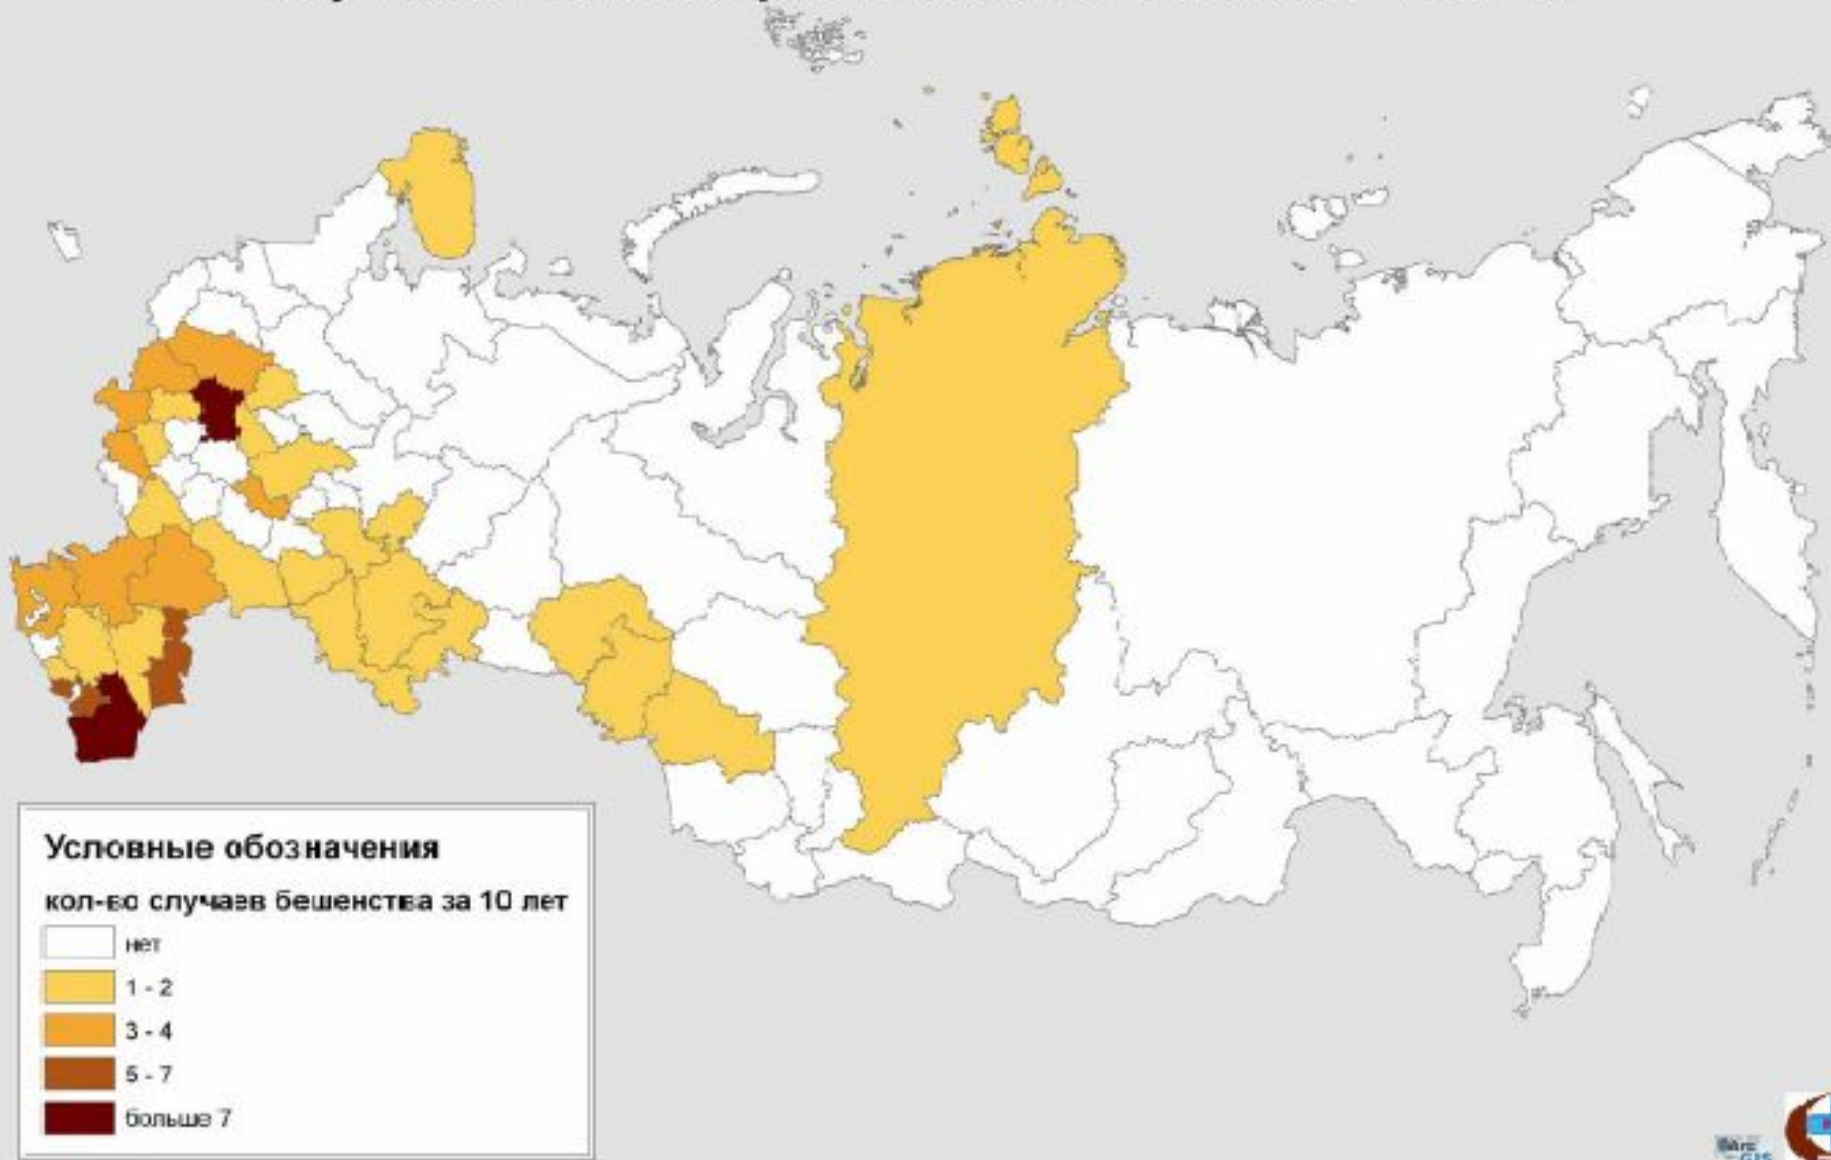 Условные обозначения
кол-во случаев бешенства за 10 лет
нет
1 - 2
3 - 4
5 - 7
больше 7